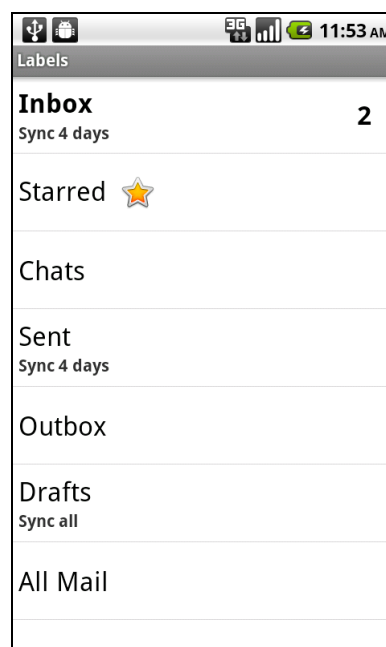 3G 11:53 AM
Labels
Inbox 2
Sync 4 days
Starred
Chats
Sent
Sync 4 days
Outbox
Drafts
Sync all
All Mail